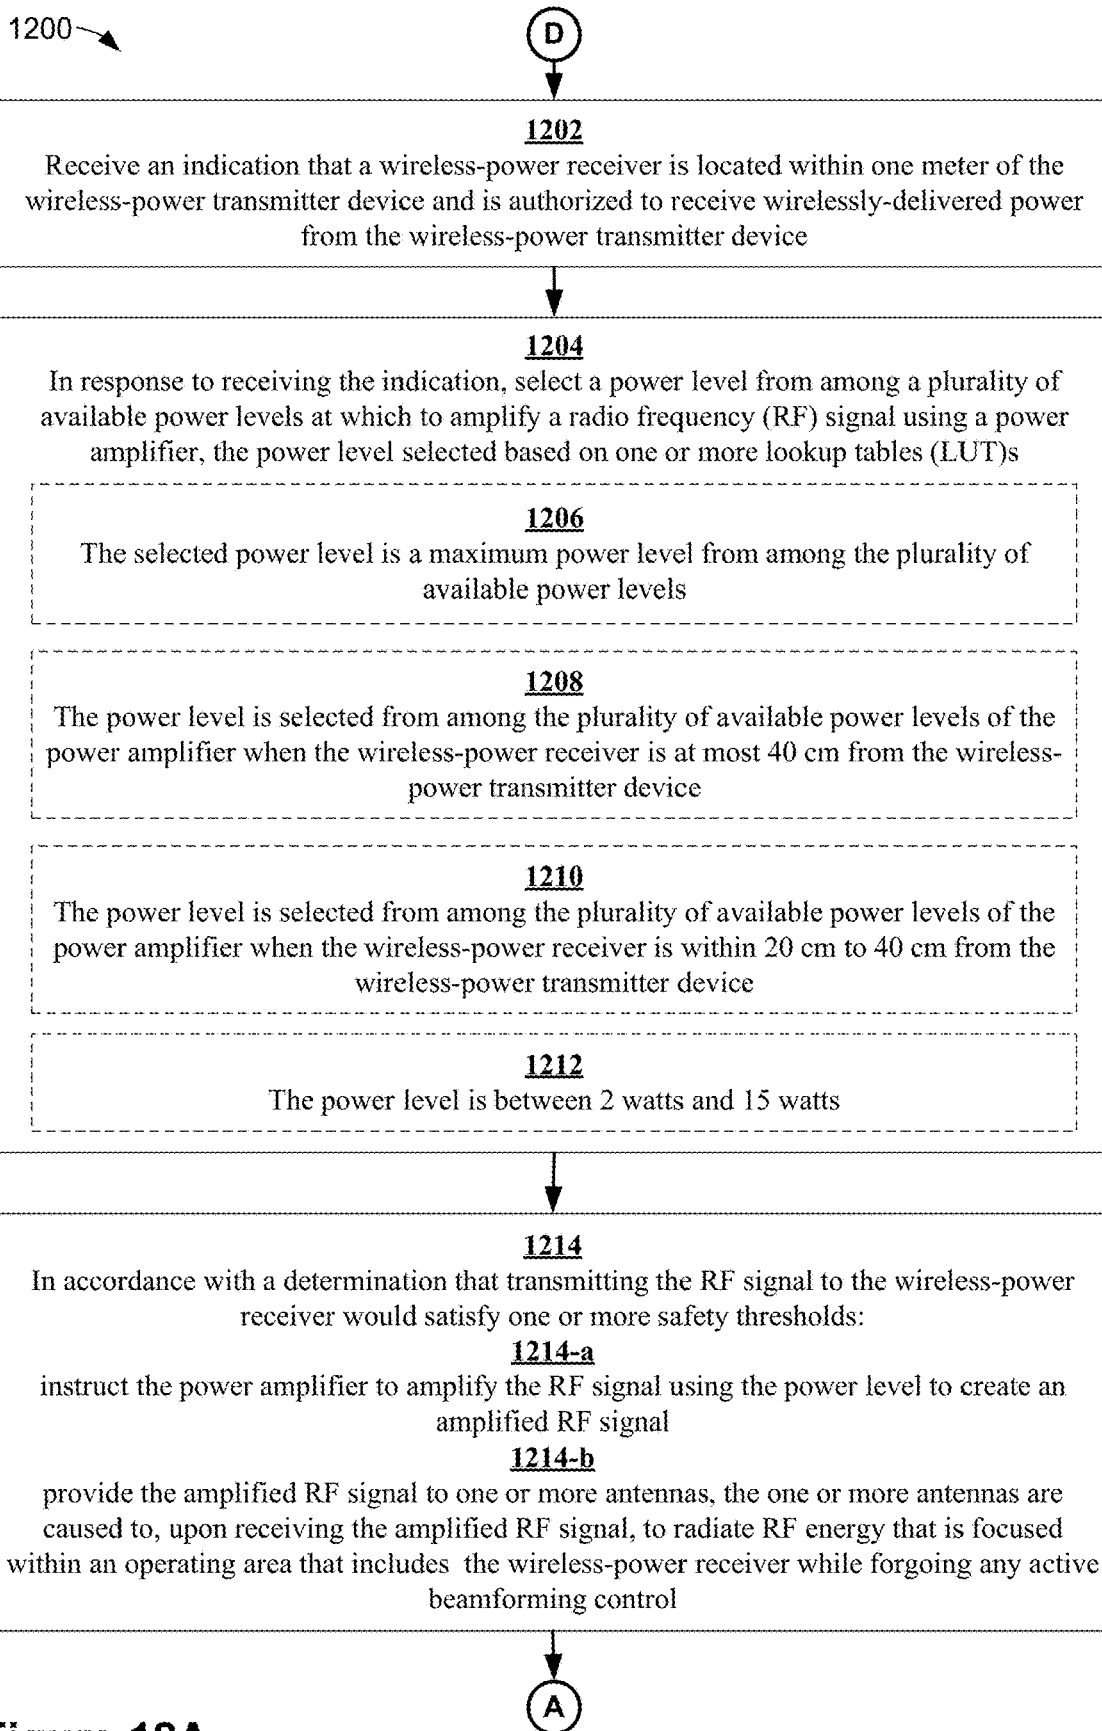 1200
D
1202
Receive an indication that a wireless-power receiver is located within one meter of the
wireless-power transmitter device and is authorized to receive wirelessly-delivered power
from the wireless-power transmitter device
1204
In response to receiving the indication, select a power level from among a plurality of
available power levels at which to amplify a radio frequency (RF) signal using a power
amplifier, the power level selected based on one or more lookup tables (LUT)s
1206
The selected power level is a maximum power level from among the plurality of
available power levels
1208
The power level is selected from among the plurality of available power levels of the
power amplifier when the wireless-power receiver is at most 40 cm from the wireless-
power transmitter device
1210
The power level is selected from among the plurality of available power levels of the
power amplifier when the wireless-power receiver is within 20 cm to 40 cm from the
wireless-power transmitter device
1212
The power level is between 2 watts and 15 watts
1214
In accordance with a determination that transmitting the RF signal to the wireless-power
receiver would satisfy one or more safety thresholds:
1214-a
instruct the power amplifier to amplify the RF signal using the power level to create an
amplified RF signal
1214-b
provide the amplified RF signal to one or more antennas, the one or more antennas are
caused to, upon receiving the amplified RF signal, to radiate RF energy that is focused
within an operating area that includes the wireless-power receiver while forgoing any active
beamforming control
A